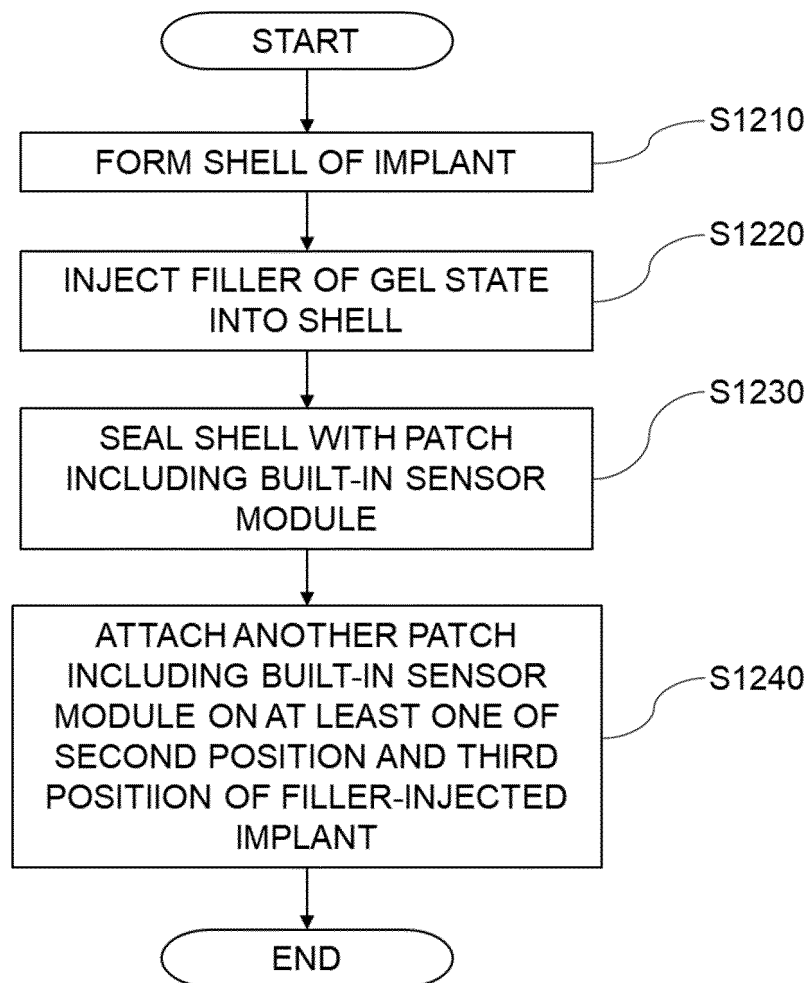 START
S1210
FORM SHELL OF IMPLANT
S1220
INJECT FILLER OF GEL STATE
INTO SHELL
S1230
SEAL SHELL WITH PATCH
INCLUDING BUILT-IN SENSOR
MODULE
ATTACH ANOTHER PATCH
INCLUDING BUILT-IN SENSOR
MODULE ON AT LEAST ONE OF
S1240
SECOND POSITION AND THIRD
POSITIION OF FILLER-INJECTED
IMPLANT
END